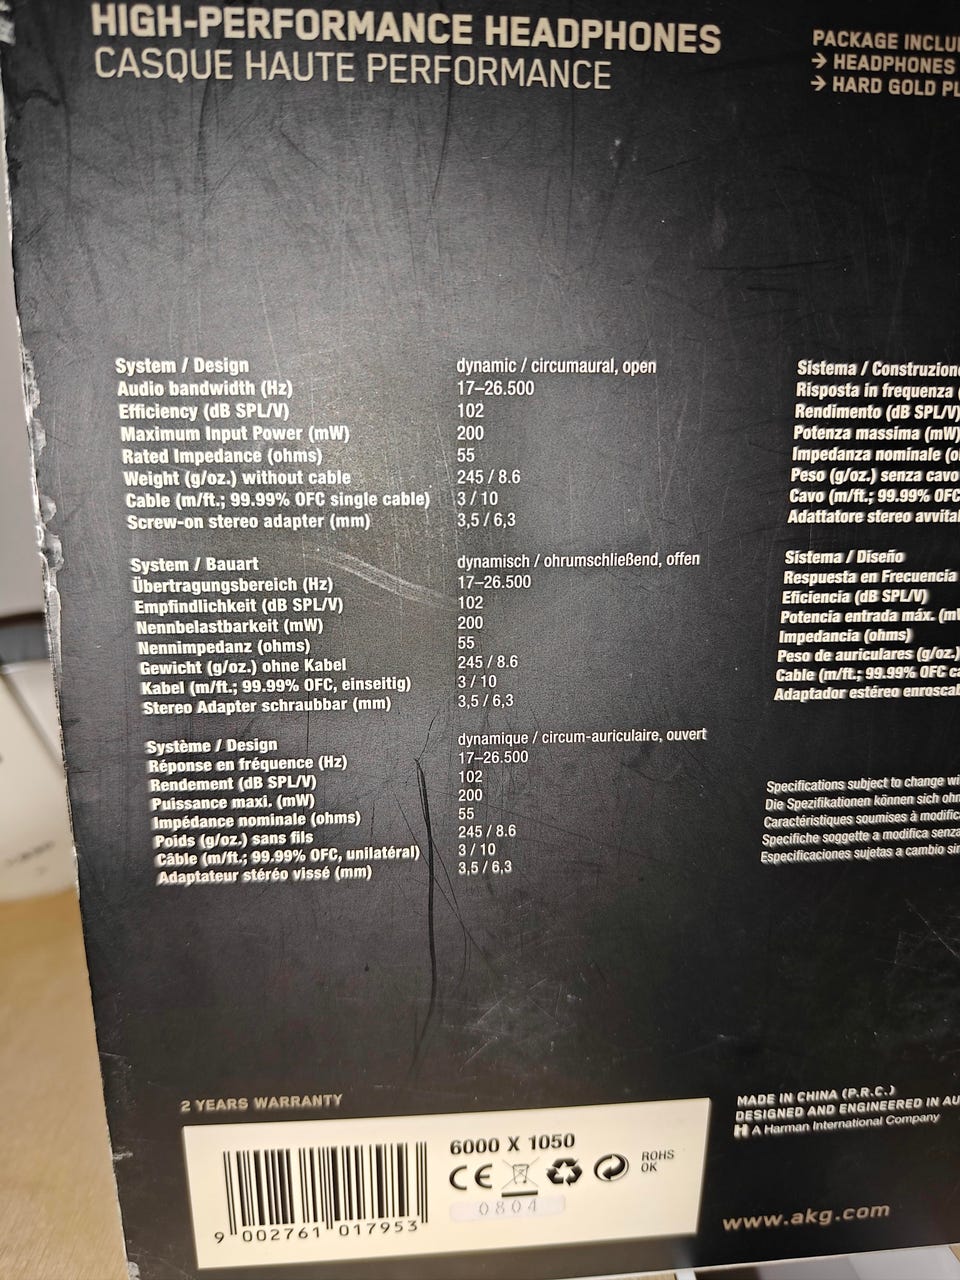 HIGH-PERFORMANCE HEADPHONES
CASQUE HAUTE PERFORMANCE
PACKAGE INCLU
→ HEADPHONES
→ HARD GOLD PL
System / Design dynamic / circumaural, open
Audio bandwidth (Hz) 17–26.500
Efficiency (dB SPL/V) 102
Maximum Input Power (mW) 200
Rated Impedance (ohms) 55
Weight (g/oz.) without cable 245 / 8.6
Cable (m/ft.; 99.99% OFC single cable) 3 / 10
Screw-on stereo adapter (mm) 3,5 / 6,3
System / Bauart dynamisch / ohrumschließend, offen
Übertragungsbereich (Hz) 17–26.500
Empfindlichkeit (dB SPL/V) 102
Nennbelastbarkeit (mW) 200
Nennimpedanz (ohms) 55
Gewicht (g/oz.) ohne Kabel 245 / 8.6
Kabel (m/ft.; 99.99% OFC, einseitig) 3 / 10
Stereo Adapter schraubbar (mm) 3,5 / 6,3
Système / Design dynamique / circum-auriculaire, ouvert
Réponse en fréquence (Hz) 17–26.500
Rendement (dB SPL/V) 102
Puissance maxi. (mW) 200
Impédance nominale (ohms) 55
Poids (g/oz.) sans fils 245 / 8.6
Câble (m/ft.; 99.99% OFC, unilatéral) 3 / 10
Adaptateur stéréo vissé (mm) 3,5 / 6,3
Sistema / Construzione
Risposta in frequenza (
Rendimento (dB SPL/V)
Potenza massima (mW)
Impedanza nominale (o
Peso (g/oz.) senza cavo
Cavo (m/ft.; 99.99% OFC
Adattatore stereo avvita
Sistema / Diseño
Respuesta en Frecuencia
Eficiencia (dB SPL/V)
Potencia entrada máx. (m
Impedancia (ohms)
Peso de auriculares (g/oz.)
Cable (m/ft.; 99.99% OFC ca
Adaptador estéreo enroscab
Specifications subject to change wi
Die Spezifikationen können sich ohn
Caractéristiques soumises à modific
Specifiche soggette a modifica senza
Especificaciones sujetas a cambio sin
2 YEARS WARRANTY
6000 X 1050
CE
ROHS
OK
0804
9 002761 017953
MADE IN CHINA (P.R.C.)
DESIGNED AND ENGINEERED IN AU
H A Harman International Company
www.akg.com